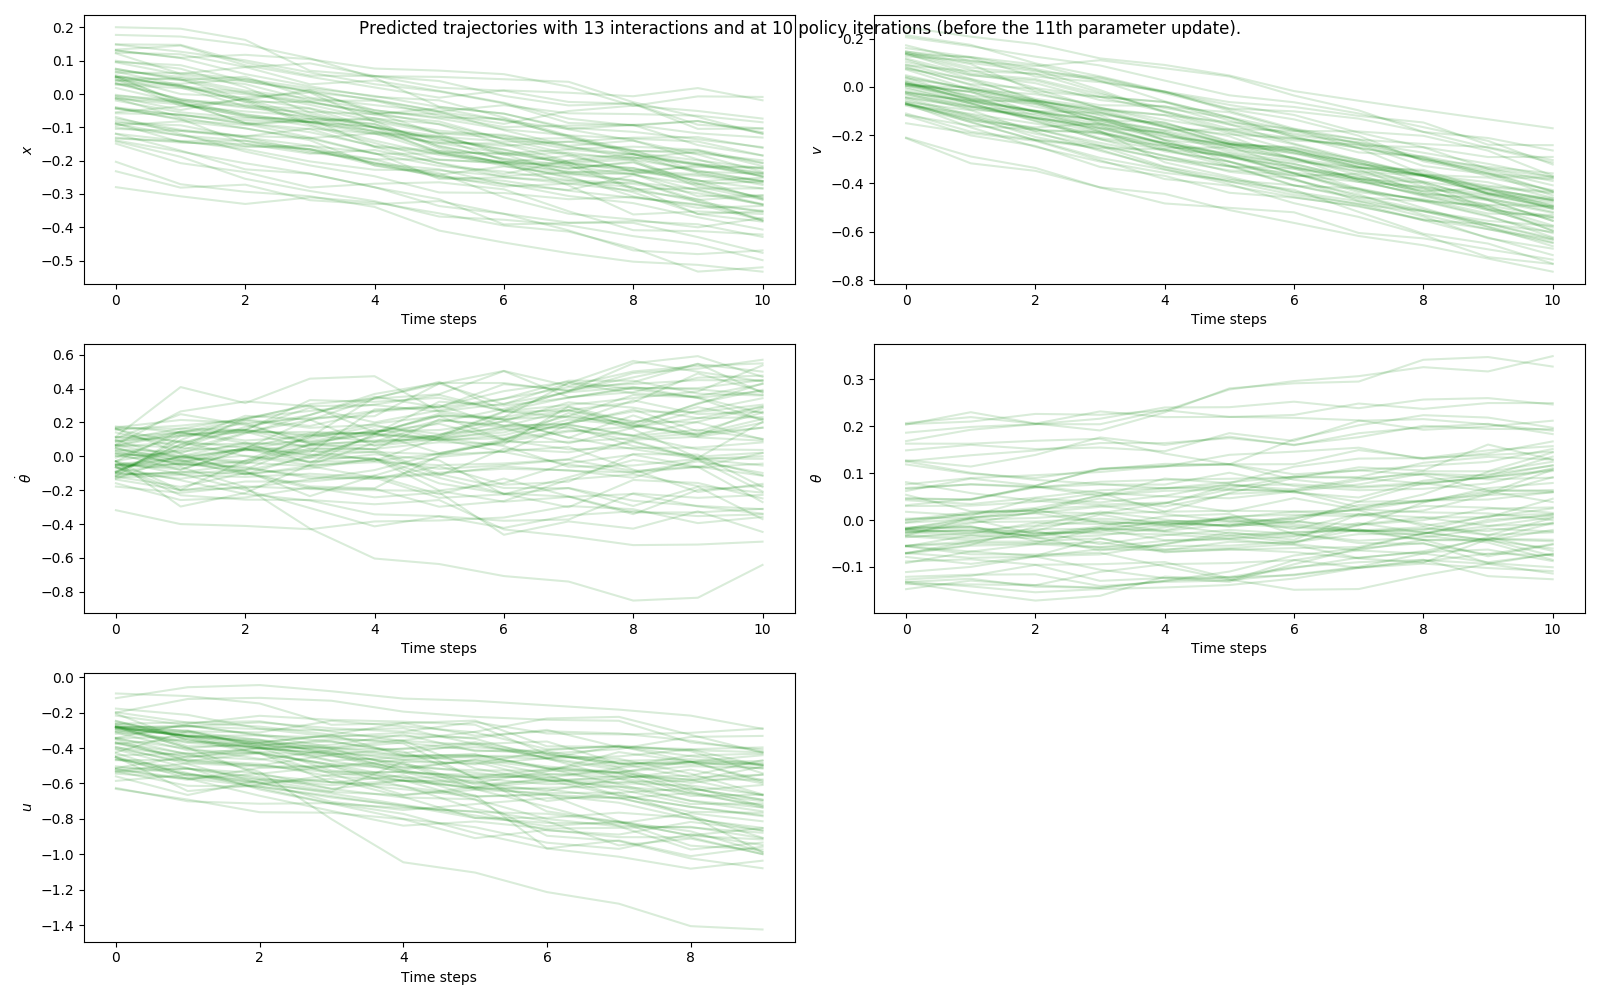 Predicted trajectories with 13 interactions and at 10 policy iterations (before the 11th parameter update).
0.2
0.1
0.0
−0.1
−0.2
−0.3
−0.4
−0.5
x
0 2 4 6 8 10
Time steps
0.2
0.0
−0.2
−0.4
−0.6
−0.8
v
0 2 4 6 8 10
Time steps
0.6
0.4
0.2
0.0
−0.2
−0.4
−0.6
−0.8
θ̇
0 2 4 6 8 10
Time steps
0.3
0.2
0.1
0.0
−0.1
θ
0 2 4 6 8 10
Time steps
0.0
−0.2
−0.4
−0.6
−0.8
−1.0
−1.2
−1.4
u
0 2 4 6 8
Time steps